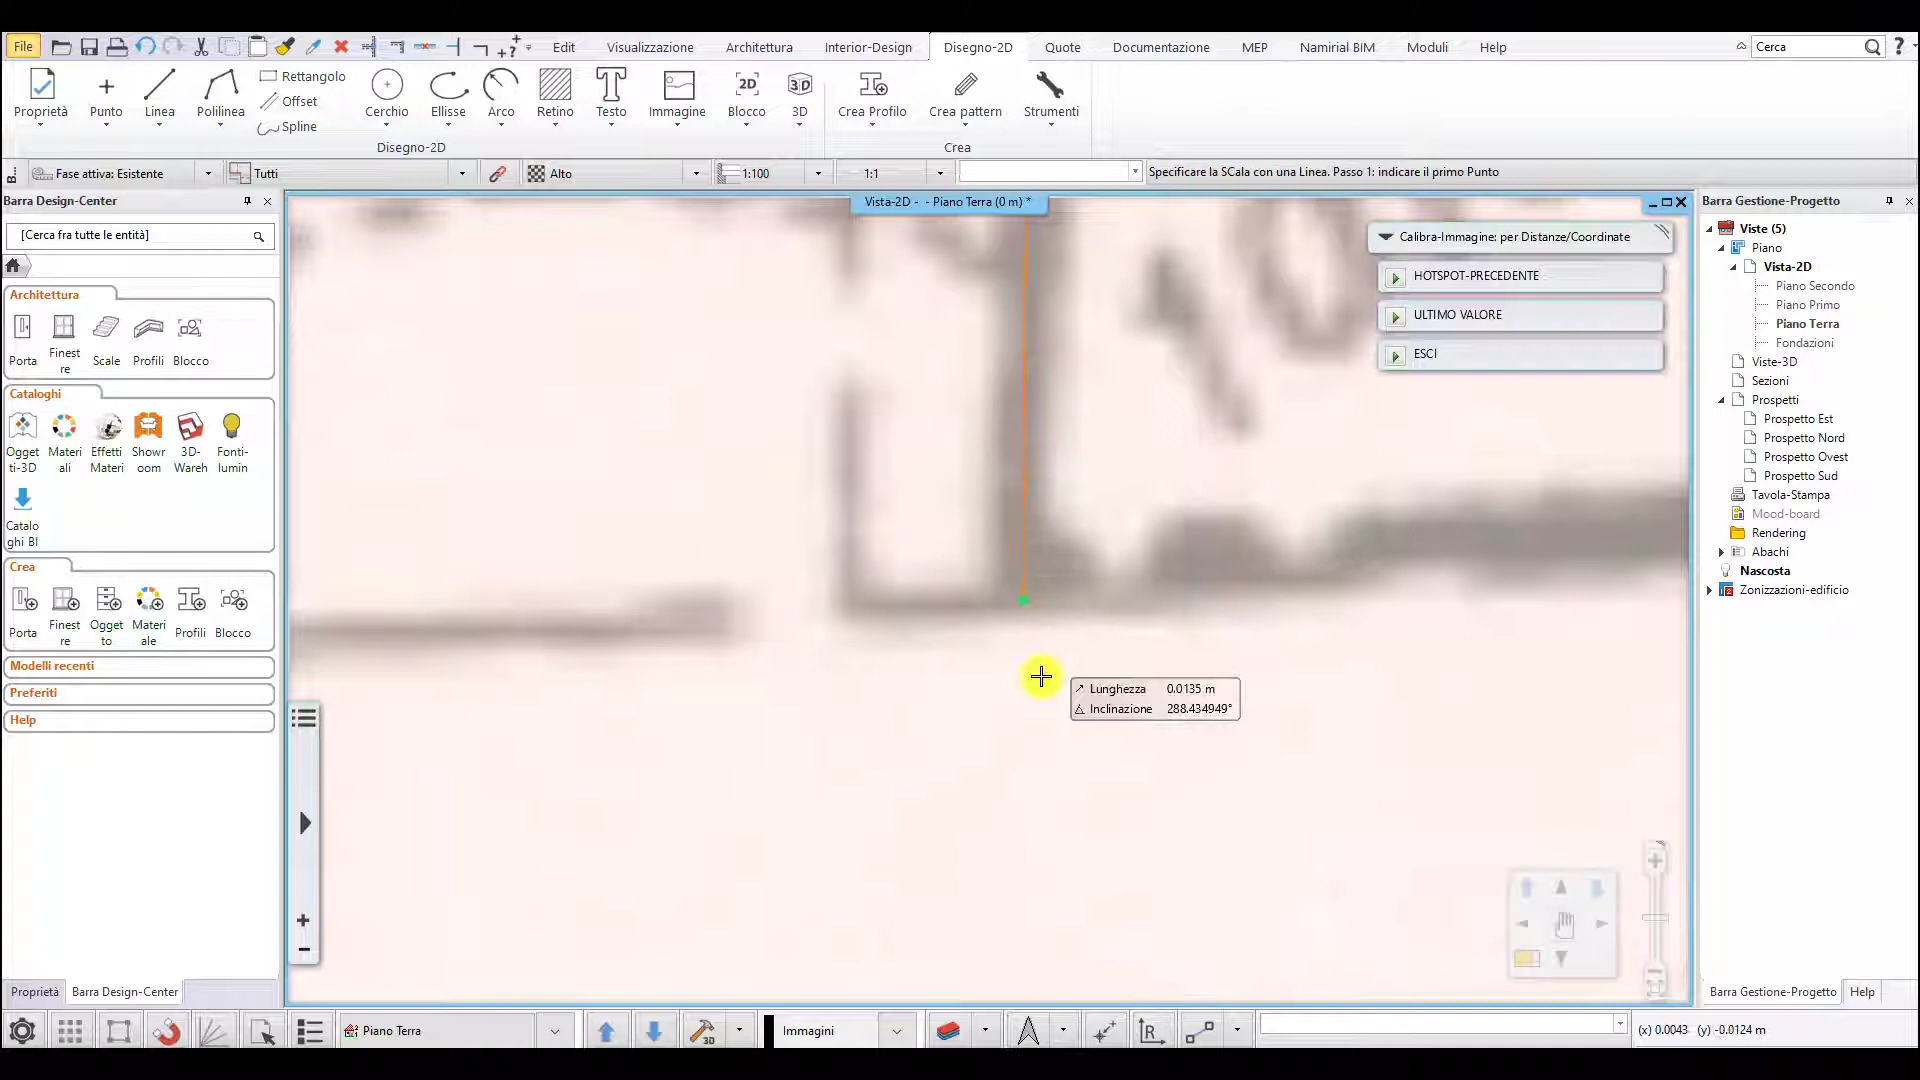 File Edit Visualizzazione Architettura Interior-Design Disegno-2D Quote Documentazione MEP Namirial BIM Moduli Help Cerca
Proprietà Punto Linea Polilinea Rettangolo Offset Spline Cerchio Ellisse Arco Retino Testo Immagine Blocco 3D Crea Profilo Crea pattern Strumenti
2D 3D
Disegno-2D Crea
Fase attiva: Esistente Tutti Alto 1:100 1:1 Specificare la SCala con una Linea. Passo 1: indicare il primo Punto
Barra Design-Center
[Cerca fra tutte le entità]
Architettura
Porta Finestre Scale Profili Blocco
Cataloghi
Oggetti-3D Materiali Effetti Materi Showroom 3D-Wareh Fonti-lumin
Cataloghi BI
Crea
Porta Finestre Oggetto Materiale Profili Blocco
Modelli recenti
Preferiti
Help
Proprietà Barra Design-Center
Vista-2D - - Piano Terra (0 m) *
Calibra-Immagine: per Distanze/Coordinate
HOTSPOT-PRECEDENTE
ULTIMO VALORE
ESCI
Lunghezza 0.0135 m
Inclinazione 288.434949°
Barra Gestione-Progetto
Viste (5)
Piano
Vista-2D
Piano Secondo
Piano Primo
Piano Terra
Fondazioni
Viste-3D
Sezioni
Prospetti
Prospetto Est
Prospetto Nord
Prospetto Ovest
Prospetto Sud
Tavola-Stampa
Mood-board
Rendering
Abachi
Nascosta
Zonizzazioni-edificio
Barra Gestione-Progetto Help
Piano Terra 3D Immagini (x) 0.0043 (y) -0.0124 m